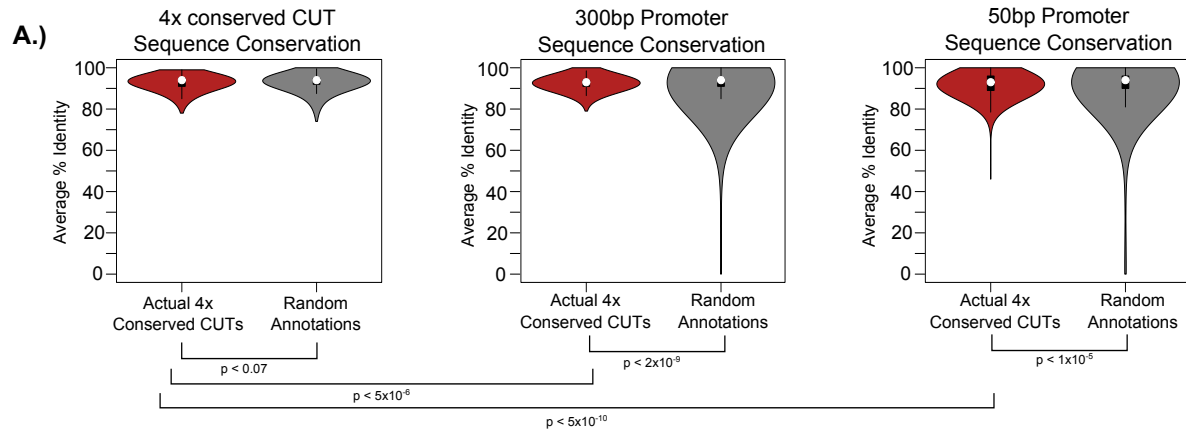 A.)
4x conserved CUT
Sequence Conservation
300bp Promoter
Sequence Conservation
50bp Promoter
Sequence Conservation
Average % Identity
100
80
60
40
20
0
Actual 4x
Conserved CUTs
Random
Annotations
Average % Identity
100
80
60
40
20
0
Actual 4x
Conserved CUTs
Random
Annotations
Average % Identity
100
80
60
40
20
0
Actual 4x
Conserved CUTs
Random
Annotations
p < 0.07
p < 2x10⁻⁹
p < 1x10⁻⁵
p < 5x10⁻⁶
p < 5x10⁻¹⁰